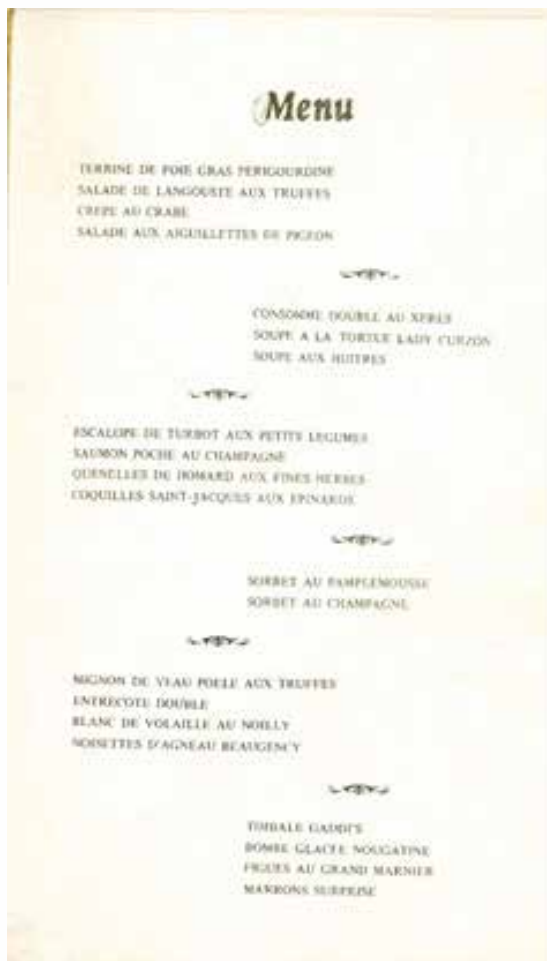 Menu
TERRINE DE FOIE GRAS PERIGOURDINE
SALADE DE LANGOUSTE AUX TRUFFES
CREPE AU CRABE
SALADE AUX AIGUILLETTES DE PIGEON
CONSOMME DOUBLE AU XERES
SOUPE A LA TORTUE LADY CURZON
SOUPE AUX HUITRES
ESCALOPE DE TURBOT AUX PETITS LEGUMES
SAUMON POCHE AU CHAMPAGNE
QUENELLES DE HOMARD AUX FINES HERBES
COQUILLES SAINT-JACQUES AUX EPINARDS
SORBET AU PAMPLEMOUSSE
SORBET AU CHAMPAGNE
MIGNON DE VEAU POELE AUX TRUFFES
ENTRECOTE DOUBLE
BLANC DE VOLAILLE AU NOILLY
NOISETTES D'AGNEAU BEAUGENCY
TIMBALE GADDI'S
BOMBE GLACEE NOUGATINE
FIGUES AU GRAND MARNIER
MARRONS SURPRISE